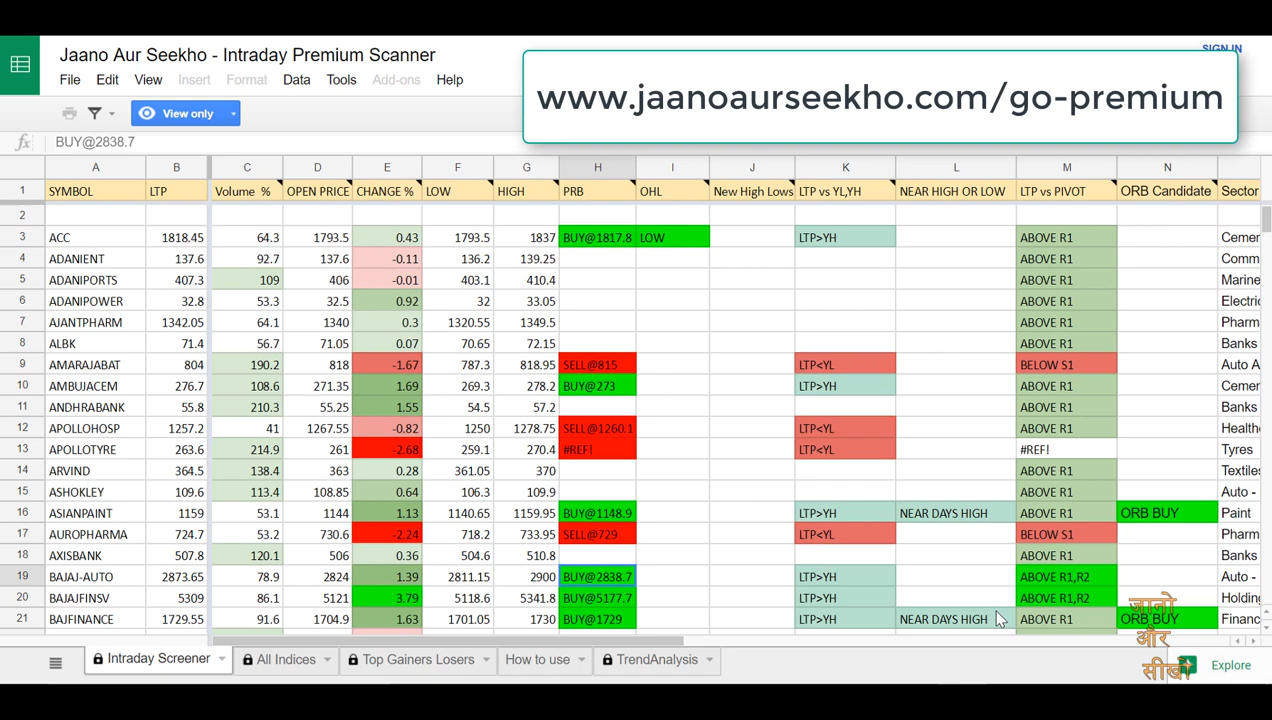 Jaano Aur Seekho - Intraday Premium Scanner
SIGN IN
www.jaanoaurseekho.com/go-premium
File Edit View Insert Format Data Tools Add-ons Help
View only
fx BUY@2838.7
A B C D E F G H I J K L M N
1 SYMBOL LTP Volume % OPEN PRICE CHANGE % LOW HIGH PRB OHL New High Lows LTP vs YL,YH NEAR HIGH OR LOW LTP vs PIVOT ORB Candidate Sector
2
3 ACC 1818.45 64.3 1793.5 0.43 1793.5 1837 BUY@1817.8 LOW LTP>YH ABOVE R1 Cemer
4 ADANIENT 137.6 92.7 137.6 -0.11 136.2 139.25 ABOVE R1 Comm
5 ADANIPORTS 407.3 109 406 -0.01 403.1 410.4 ABOVE R1 Marine
6 ADANIPOWER 32.8 53.3 32.5 0.92 32 33.05 ABOVE R1 Electric
7 AJANTPHARM 1342.05 64.1 1340 0.3 1320.55 1349.5 ABOVE R1 Pharm
8 ALBK 71.4 56.7 71.05 0.07 70.65 72.15 ABOVE R1 Banks
9 AMARAJABAT 804 190.2 818 -1.67 787.3 818.95 SELL@815 LTP<YL BELOW S1 Auto A
10 AMBUJACEM 276.7 108.6 271.35 1.69 269.3 278.2 BUY@273 LTP>YH ABOVE R1 Cemer
11 ANDHRABANK 55.8 210.3 55.25 1.55 54.5 57.2 ABOVE R1 Banks
12 APOLLOHOSP 1257.2 41 1267.55 -0.82 1250 1278.75 SELL@1260.1 LTP<YL ABOVE R1 Healthc
13 APOLLOTYRE 263.6 214.9 261 -2.68 259.1 270.4 #REF! LTP<YL #REF! Tyres
14 ARVIND 364.5 138.4 363 0.28 361.05 370 ABOVE R1 Textiles
15 ASHOKLEY 109.6 113.4 108.85 0.64 106.3 109.9 ABOVE R1 Auto -
16 ASIANPAINT 1159 53.1 1144 1.13 1140.65 1159.95 BUY@1148.9 LTP>YH NEAR DAYS HIGH ABOVE R1 ORB BUY Paint
17 AUROPHARMA 724.7 53.2 730.6 -2.24 718.2 733.95 SELL@729 LTP<YL BELOW S1 Pharm
18 AXISBANK 507.8 120.1 506 0.36 504.6 510.8 ABOVE R1 Banks
19 BAJAJ-AUTO 2873.65 78.9 2824 1.39 2811.15 2900 BUY@2838.7 LTP>YH ABOVE R1,R2 Auto -
20 BAJAJFINSV 5309 86.1 5121 3.79 5118.6 5341.8 BUY@5177.7 LTP>YH ABOVE R1,R2 Holding
21 BAJFINANCE 1729.55 91.6 1704.9 1.63 1701.05 1730 BUY@1729 LTP>YH NEAR DAYS HIGH ABOVE R1 ORB BUY Financ
जानो
और
सीखो
Intraday Screener All Indices Top Gainers Losers How to use TrendAnalysis Explore